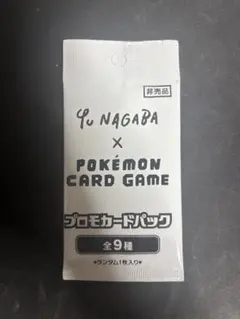 非売品
YU NAGABA
×
POKÉMON
CARD GAME
プロモカードパック
全9種
*ランダム1枚入り*